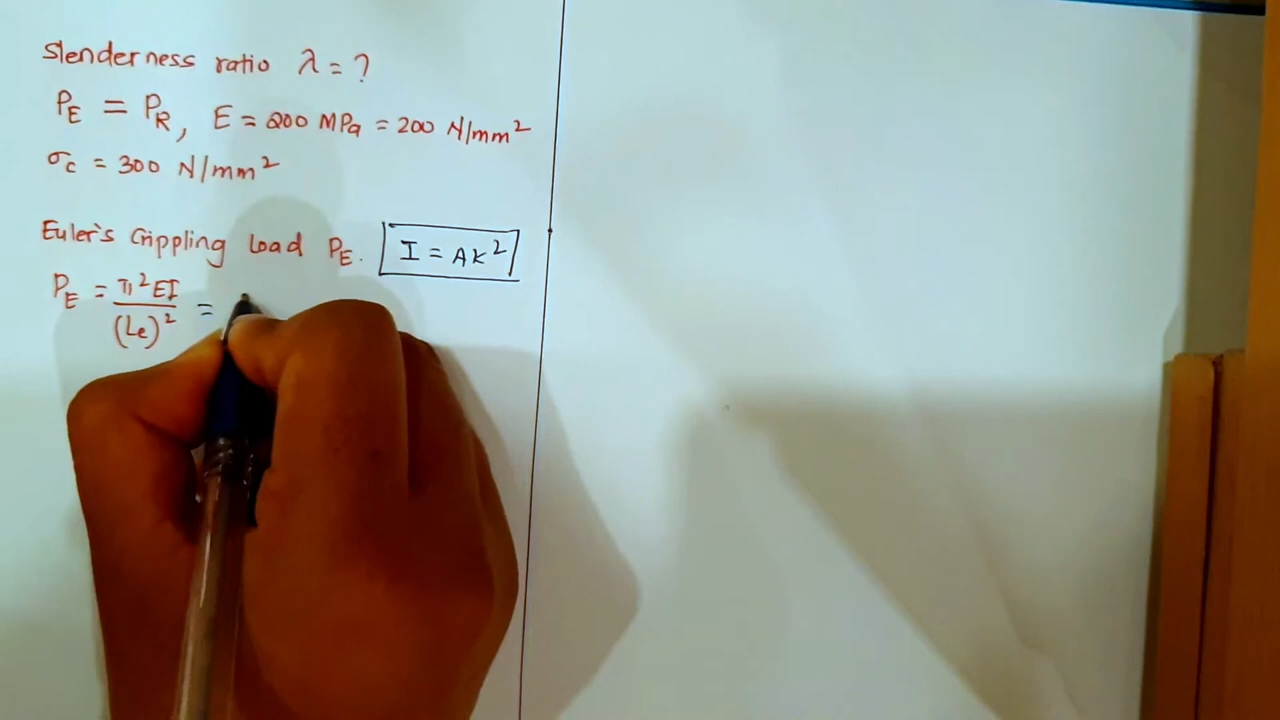 Slenderness ratio λ = ?
P_E = P_R, E = 200 MPa = 200 N/mm²
σ_c = 300 N/mm²
Euler's Crippling Load P_E. I = AK²
P_E = π²EI / (Le)² =